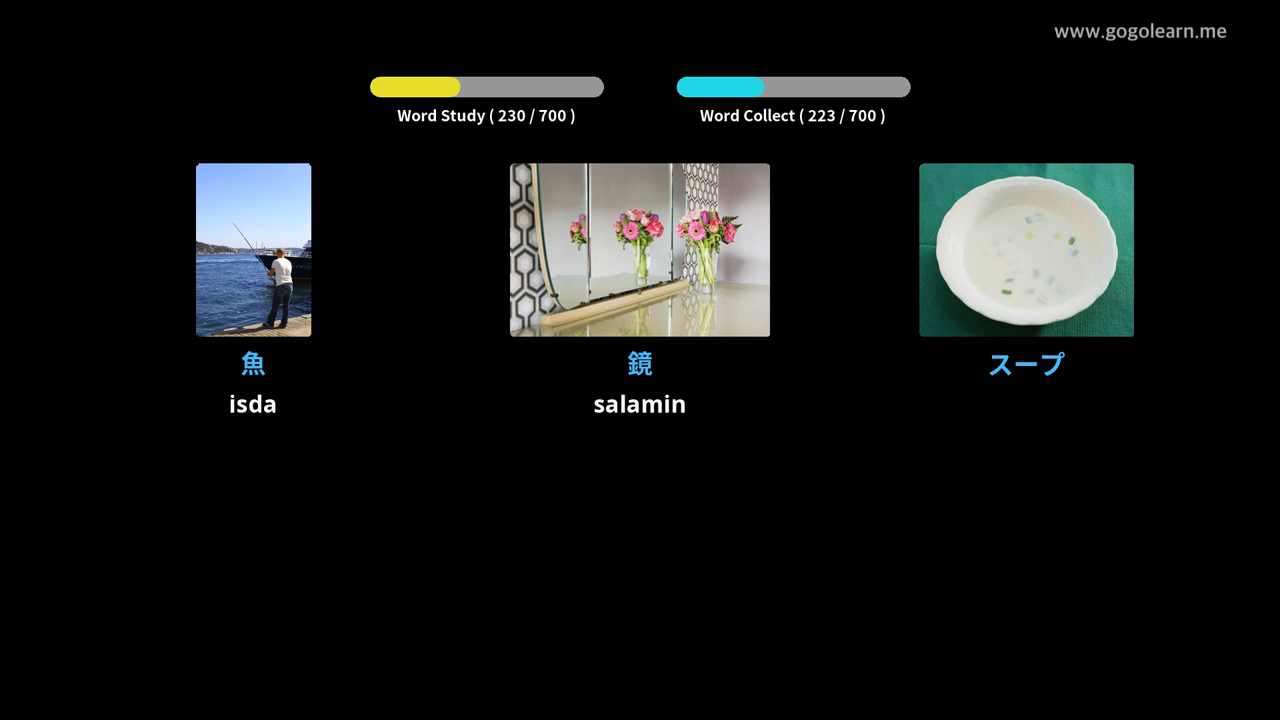 www.gogolearn.me
Word Study ( 230 / 700 )
Word Collect ( 223 / 700 )
魚
isda
鏡
salamin
スープ